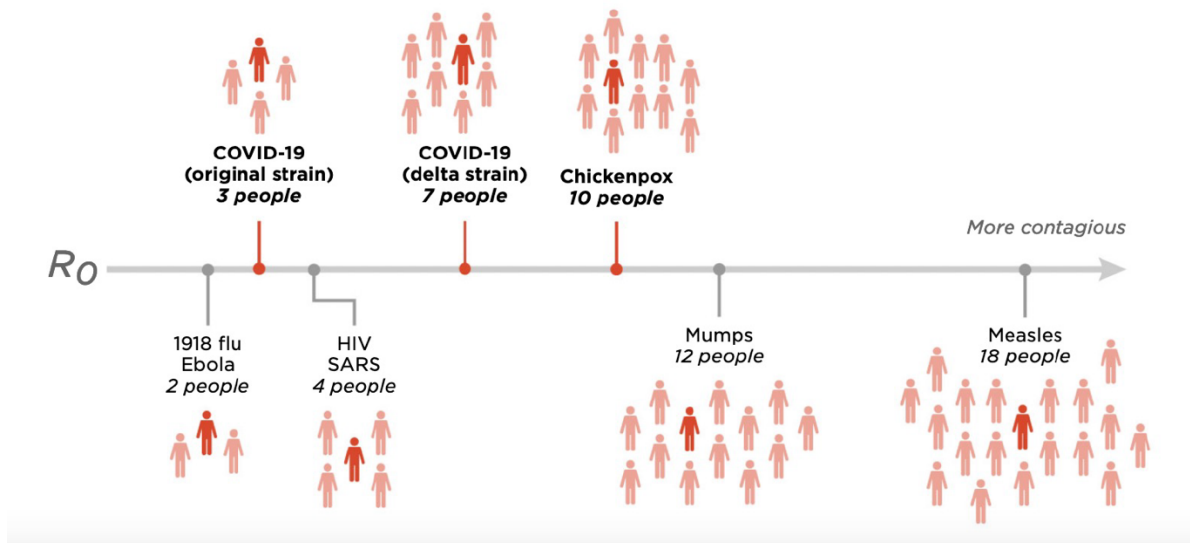 COVID-19
(original strain)
3 people
COVID-19
(delta strain)
7 people
Chickenpox
10 people
More contagious
R0
1918 flu
Ebola
2 people
HIV
SARS
4 people
Mumps
12 people
Measles
18 people